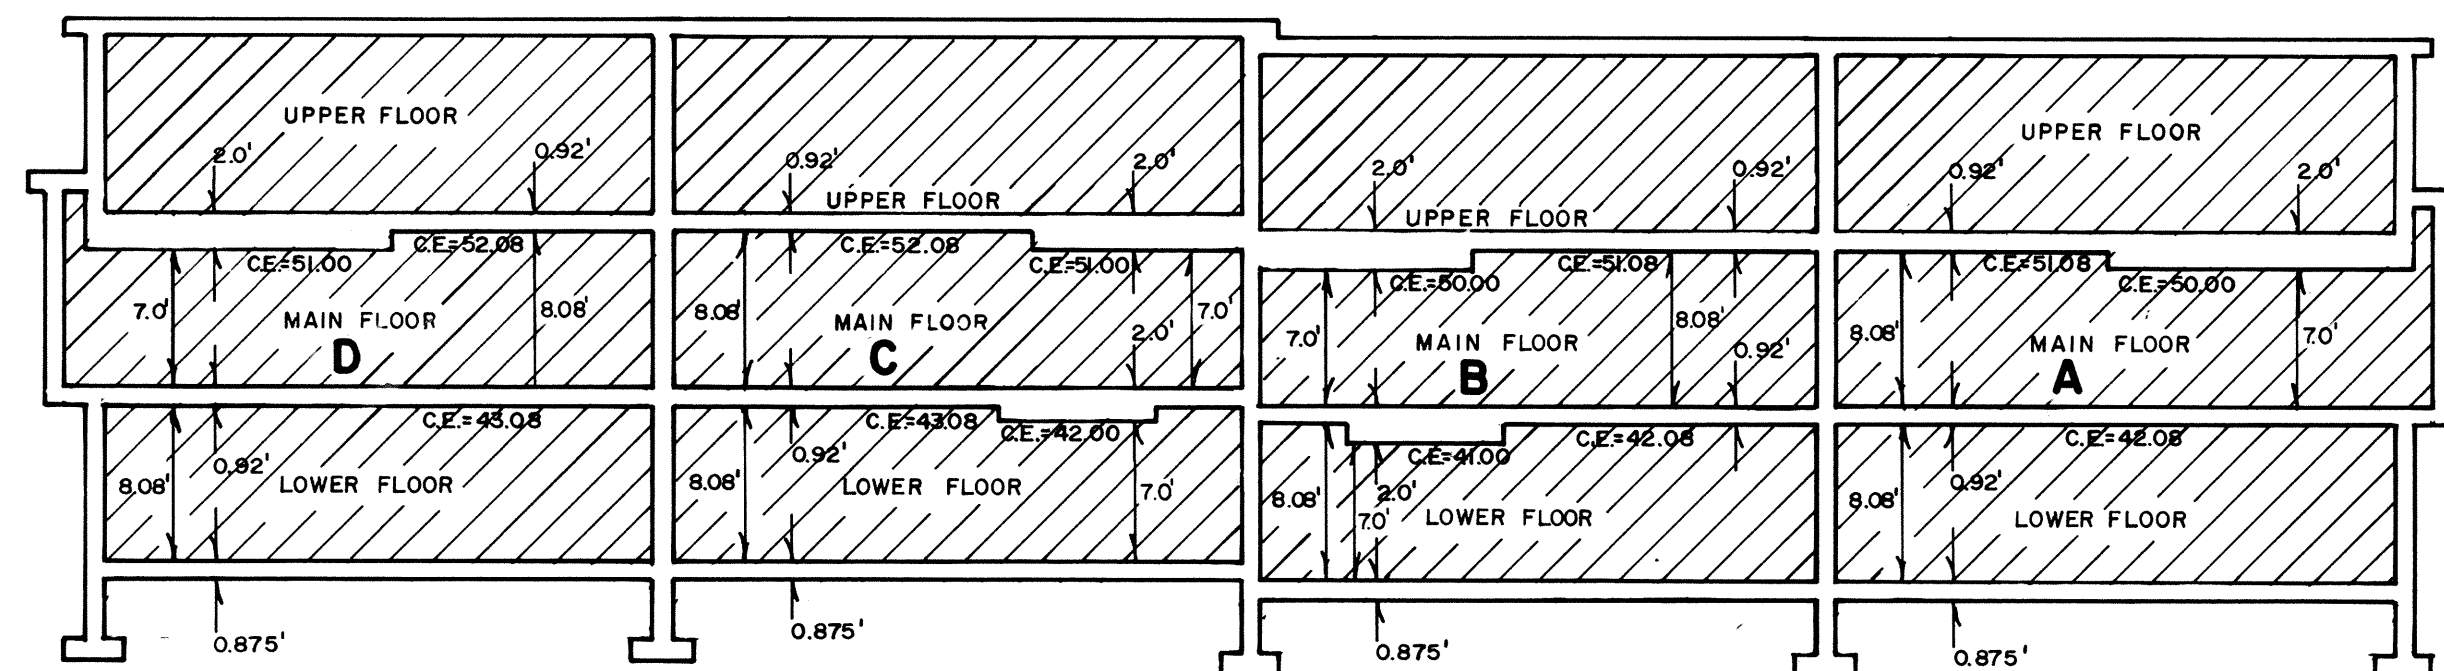 UPPER FLOOR
2.0'
0.92'
0.92'
UPPER FLOOR
2.0'
2.0'
UPPER FLOOR
0.92'
UPPER FLOOR
0.92'
2.0'
C.E.=51.00
C.E.=52.08
C.E.=52.08
C.E.=51.00
C.E.=50.00
C.E.=51.08
C.E.=51.08
C.E.=50.00
7.0'
MAIN FLOOR
D
8.08'
8.08'
MAIN FLOOR
C
2.0'
7.0'
7.0'
MAIN FLOOR
B
8.08'
0.92'
8.08'
MAIN FLOOR
A
7.0'
C.E.=43.08
C.E.=43.08
C.E.=42.00
C.E.=41.00
C.E.=42.08
C.E.=42.08
8.08'
0.92'
LOWER FLOOR
8.08'
0.92'
LOWER FLOOR
7.0'
8.08'
7.0'
2.0'
LOWER FLOOR
8.08'
0.92'
LOWER FLOOR
0.875'
0.875'
0.875'
0.875'